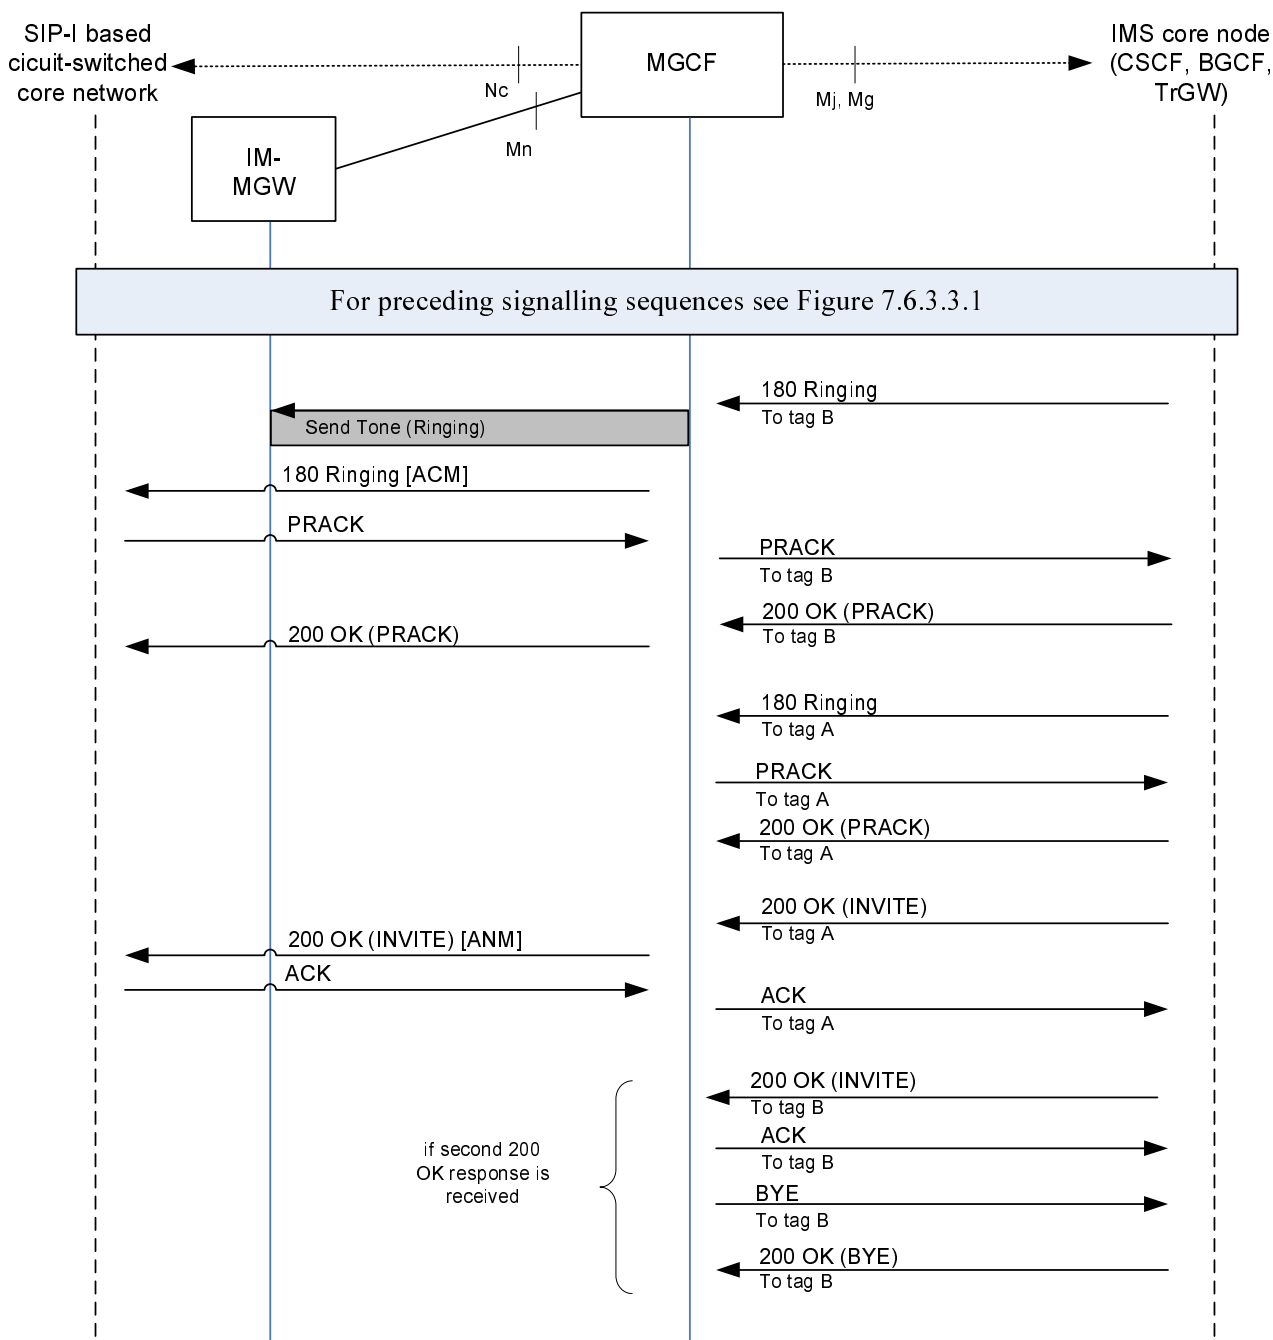 SIP-I based
cicuit-switched
core network
MGCF
IMS core node
(CSCF, BGCF,
TrGW)
Nc
Mj, Mg
Mn
IM-
MGW
For preceding signalling sequences see Figure 7.6.3.3.1
180 Ringing
To tag B
Send Tone (Ringing)
180 Ringing [ACM]
PRACK
PRACK
To tag B
200 OK (PRACK)
To tag B
200 OK (PRACK)
180 Ringing
To tag A
PRACK
To tag A
200 OK (PRACK)
To tag A
200 OK (INVITE)
To tag A
200 OK (INVITE) [ANM]
ACK
ACK
To tag A
200 OK (INVITE)
To tag B
if second 200
OK response is
received
ACK
To tag B
BYE
To tag B
200 OK (BYE)
To tag B